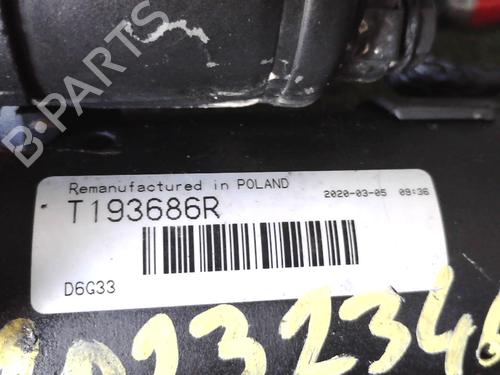 B-PARTS
Remanufactured in POLAND
2020-03-05 09:36
T193686R
D6G33